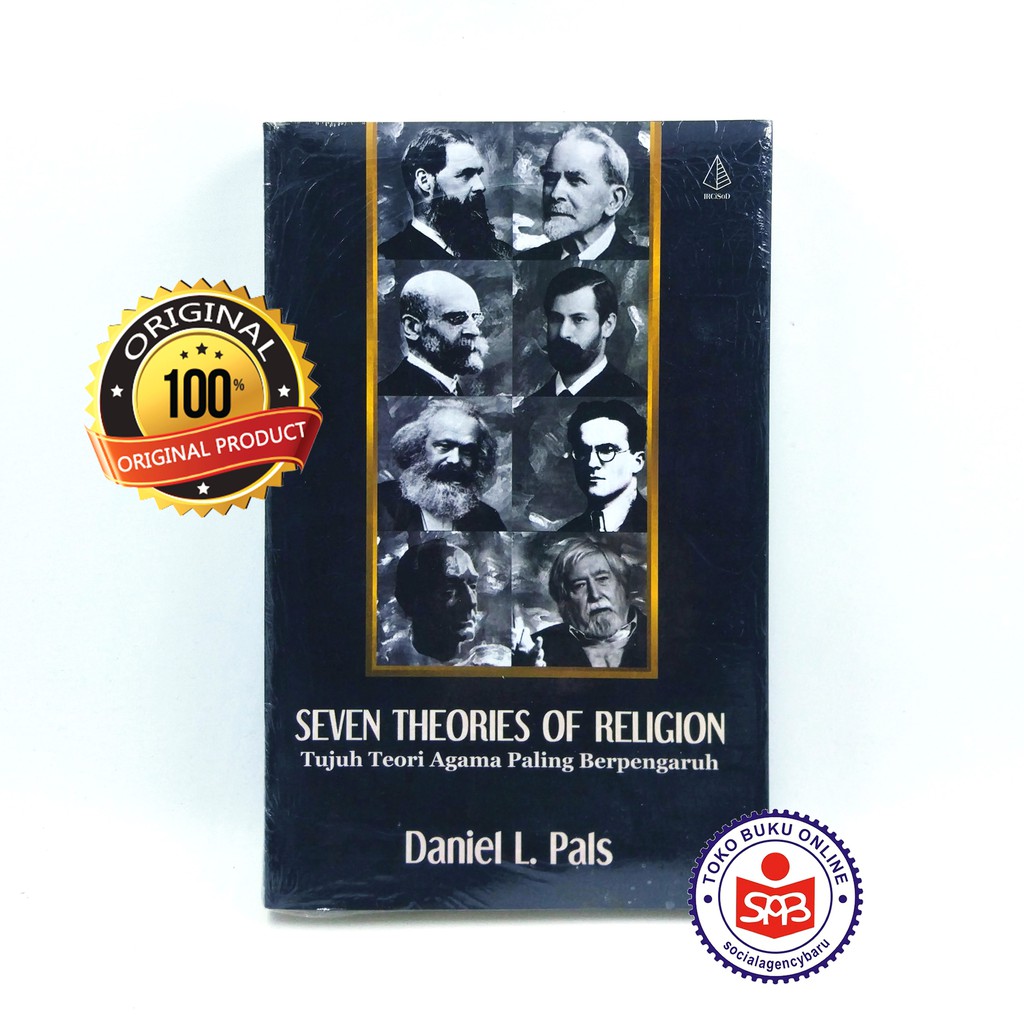 IRCiSoD
ORIGINAL
100%
ORIGINAL PRODUCT
SEVEN THEORIES OF RELIGION
Tujuh Teori Agama Paling Berpengaruh
Daniel L. Pals
TOKO BUKU ONLINE
SAB
socialagencybaru